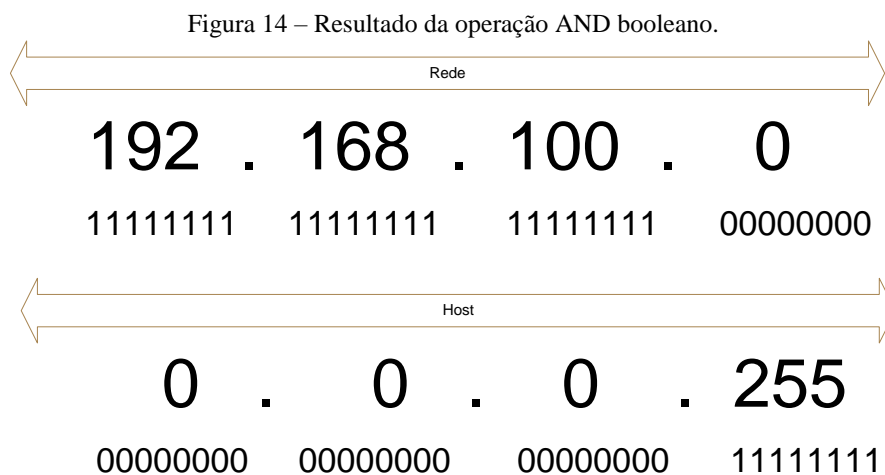 Figura 14 – Resultado da operação AND booleano.
Rede
192 . 168 . 100 . 0
11111111 11111111 11111111 00000000
Host
0 . 0 . 0 . 255
00000000 00000000 00000000 11111111